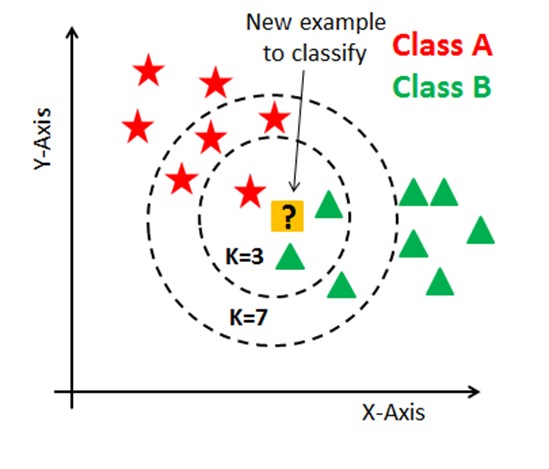 New example
to classify
Class A
Class B
Y-Axis
?
K=3
K=7
X-Axis